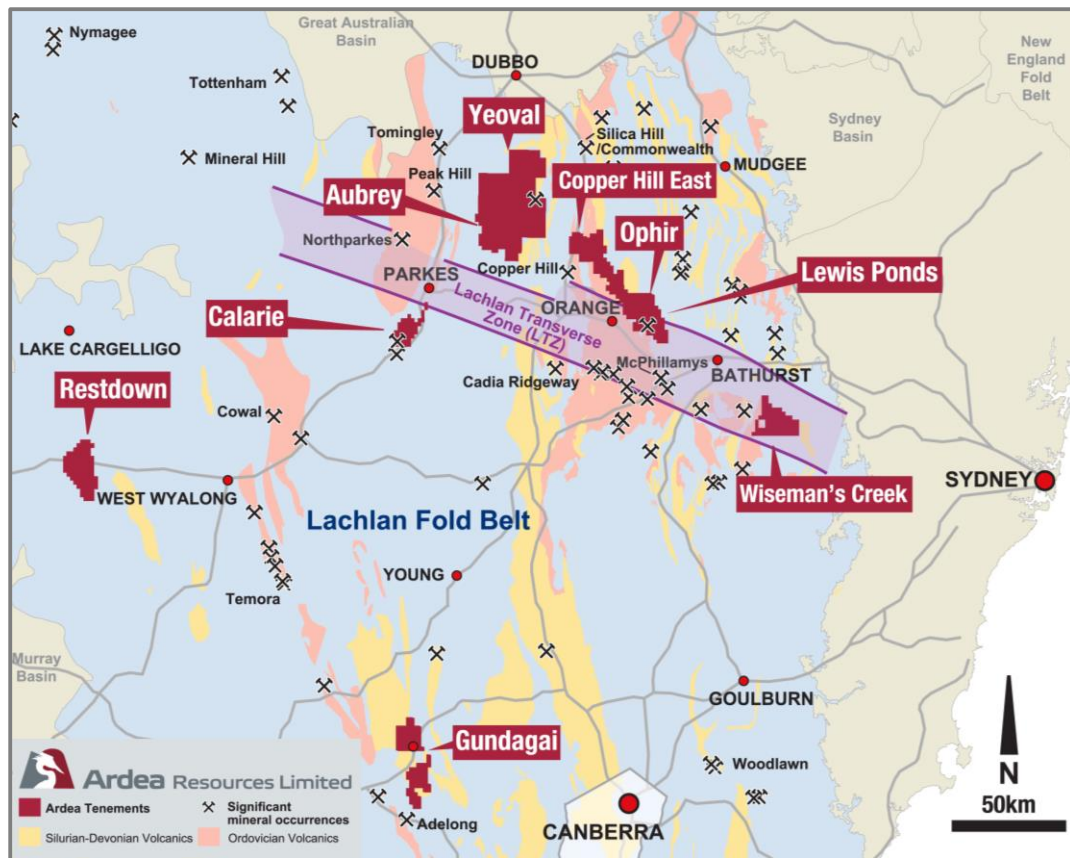 Nymagee
Great Australian
Basin
New
England
Fold
Belt
DUBBO
Tottenham
Yeoval
Sydney
Basin
Tomingley
Silica Hill
/Commonwealth
Mineral Hill
MUDGEE
Peak Hill
Copper Hill East
Aubrey
Ophir
Northparkes
Copper Hill
Lewis Ponds
PARKES
Lachlan Transverse
Zone (LTZ)
ORANGE
Calarie
LAKE CARGELLIGO
McPhillamys
BATHURST
Cadia Ridgeway
Restdown
Cowal
SYDNEY
Wiseman's Creek
WEST WYALONG
Lachlan Fold Belt
YOUNG
Temora
Murray
Basin
GOULBURN
Gundagai
Woodlawn
N
50km
Adelong
CANBERRA
Ardea Resources Limited
Ardea Tenements
Significant
mineral occurrences
Silurian-Devonian Volcanics
Ordovician Volcanics